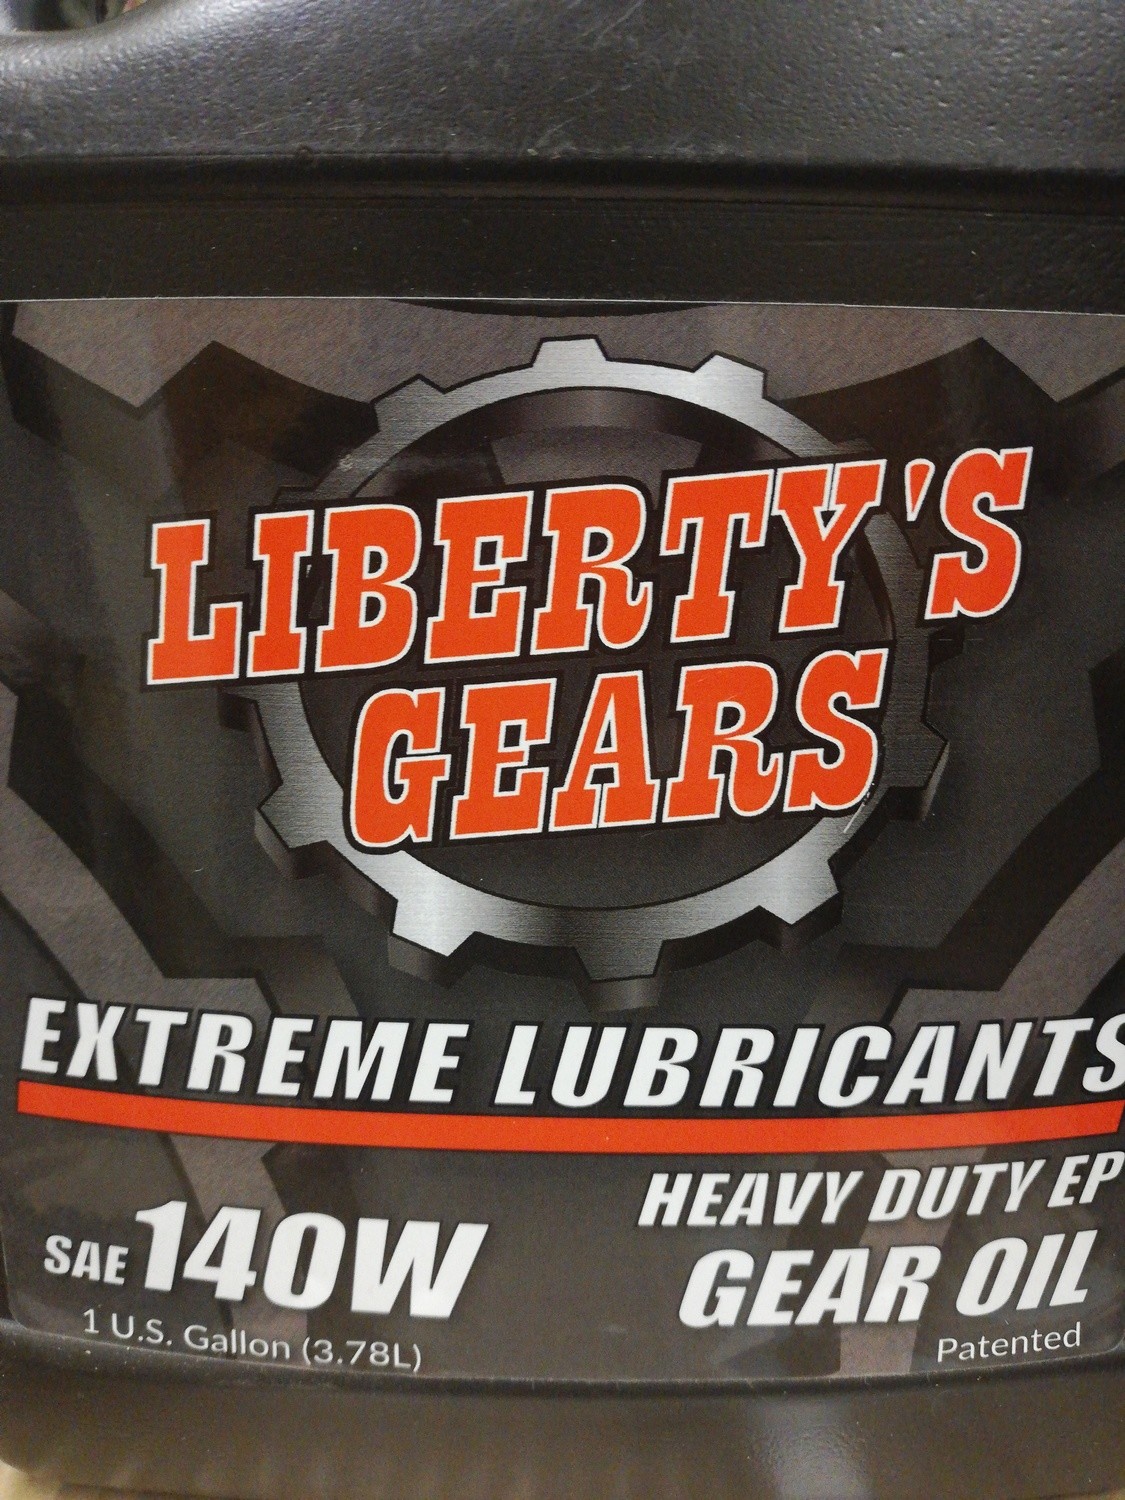 LIBERTY'S
GEARS
EXTREME LUBRICANTS
HEAVY DUTY EP
SAE 140W
GEAR OIL
1 U.S. Gallon (3.78L)
Patented